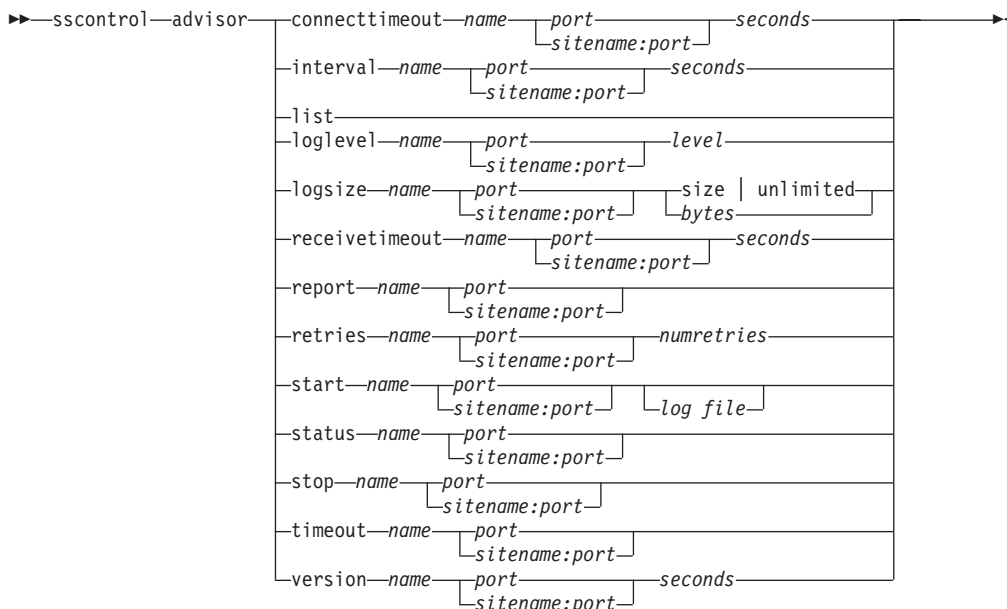 sscontrol advisor connecttimeout name port seconds
sitename:port
interval name port seconds
sitename:port
list
loglevel name port level
sitename:port
logsize name port size | unlimited
sitename:port bytes
receivetimeout name port seconds
sitename:port
report name port
sitename:port
retries name port numretries
sitename:port
start name port
sitename:port log file
status name port
sitename:port
stop name port
sitename:port
timeout name port
sitename:port
version name port seconds
sitename:port